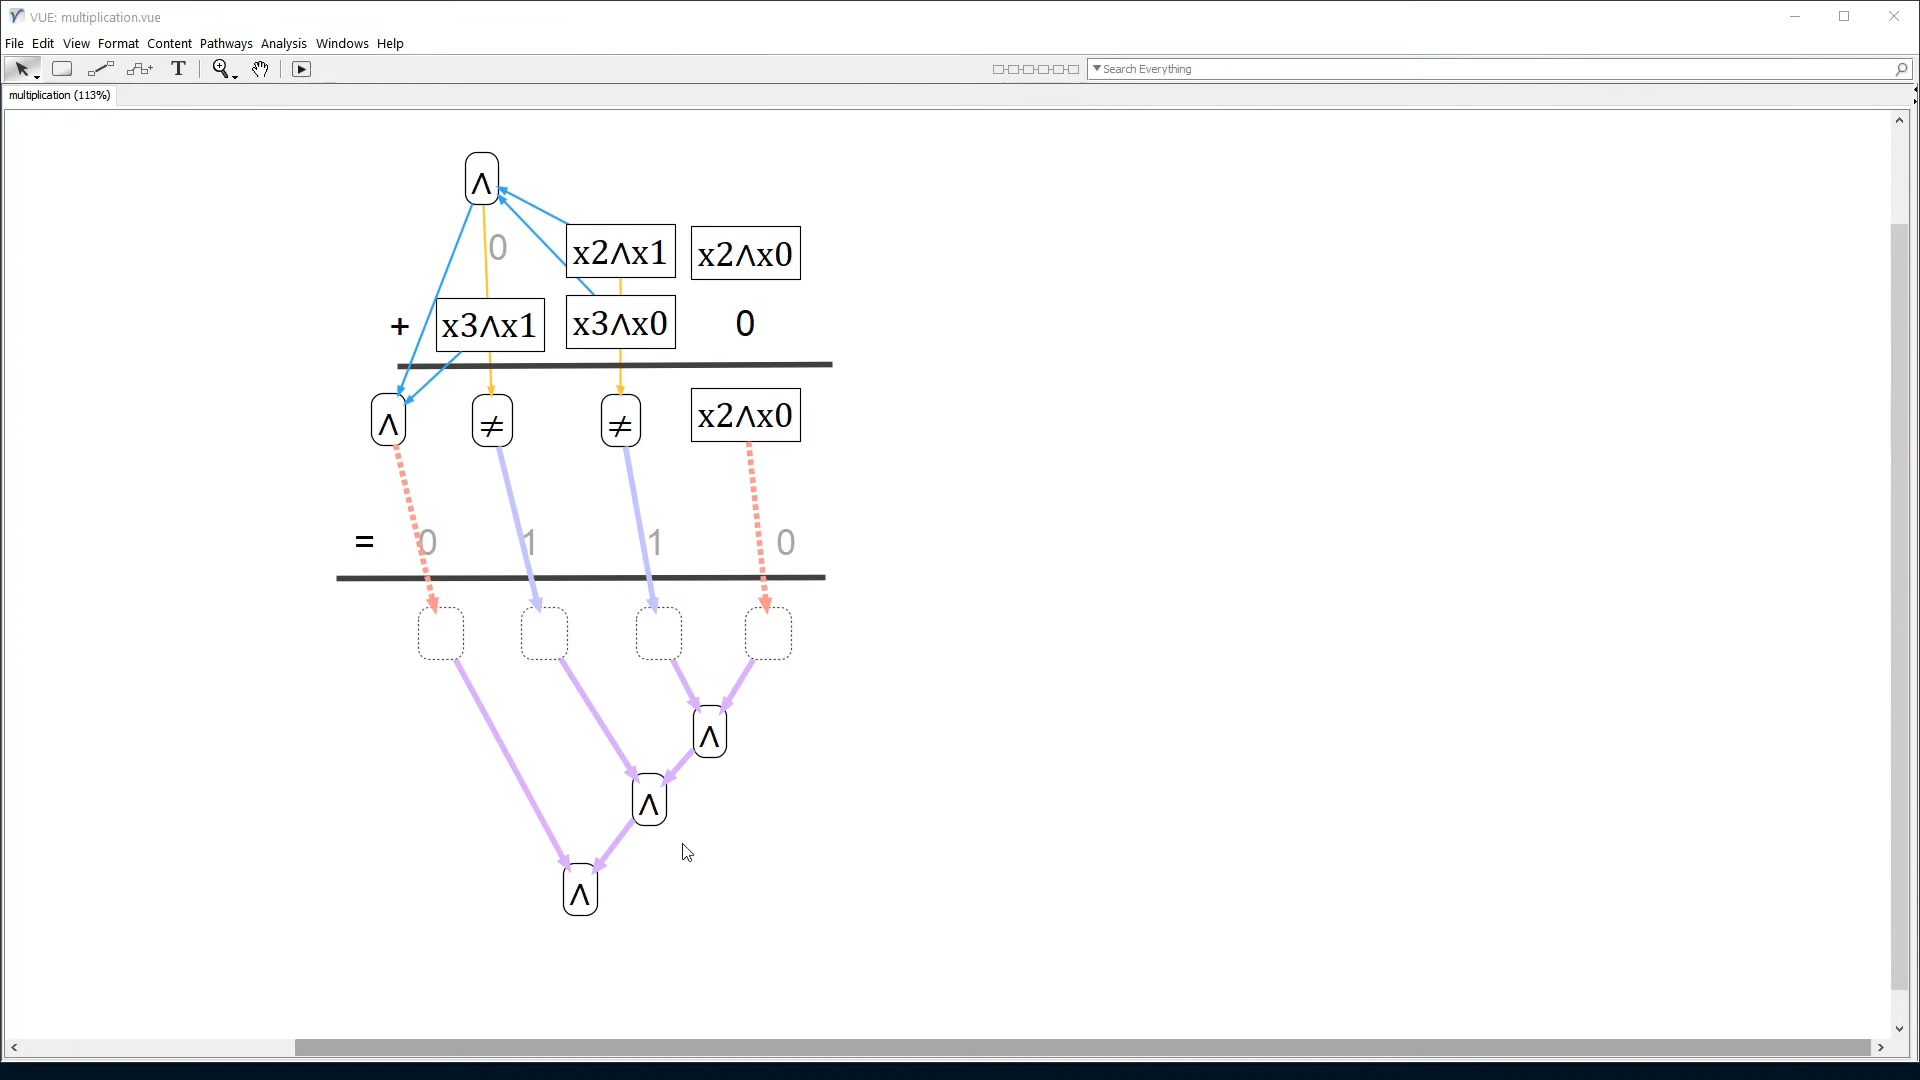 VUE: multiplication.vue
File Edit View Format Content Pathways Analysis Windows Help
T Search Everything
multiplication (113%)
∧
0 x2∧x1 x2∧x0
+ x3∧x1 x3∧x0 0
∧ ≠ ≠ x2∧x0
= 0 1 1 0
∧
∧
∧